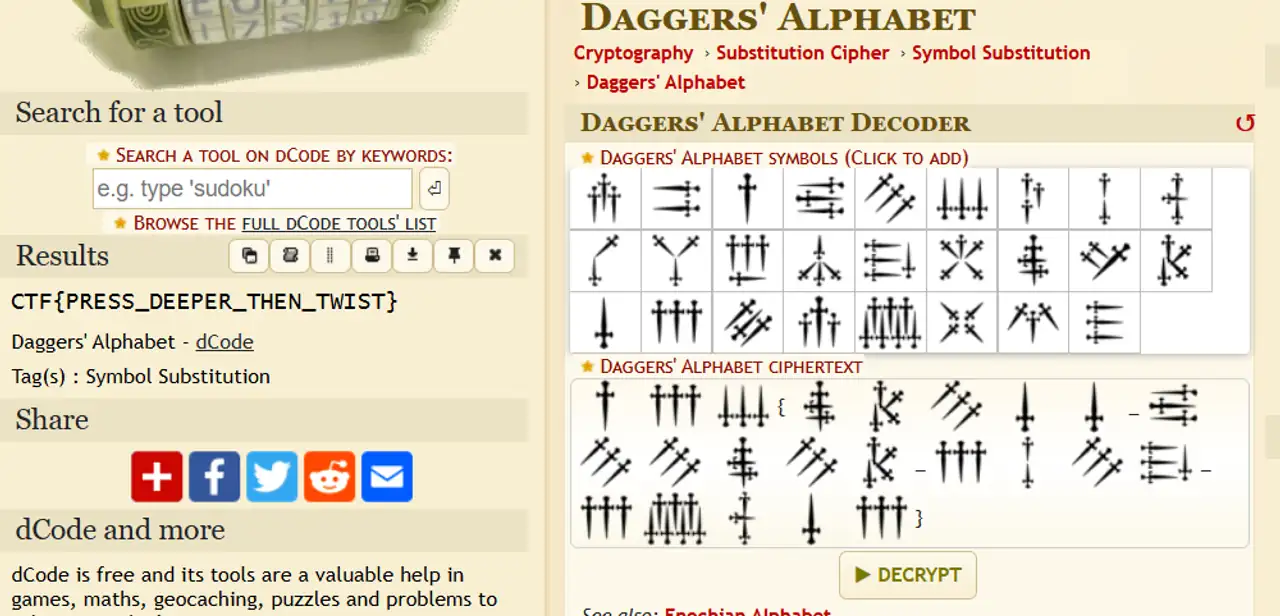 Search for a tool
★ SEARCH A TOOL ON DCODE BY KEYWORDS:
e.g. type 'sudoku'
★ BROWSE THE FULL DCODE TOOLS' LIST
Results
CTF{PRESS_DEEPER_THEN_TWIST}
Daggers' Alphabet - dCode
Tag(s) : Symbol Substitution
Share
dCode and more
dCode is free and its tools are a valuable help in
games, maths, geocaching, puzzles and problems to
DAGGERS' ALPHABET
Cryptography › Substitution Cipher › Symbol Substitution
› Daggers' Alphabet
DAGGERS' ALPHABET DECODER
★ DAGGERS' ALPHABET SYMBOLS (CLICK TO ADD)
★ DAGGERS' ALPHABET CIPHERTEXT
{ _
_ _
}
▶ DECRYPT
See also: Enochian Alphabet